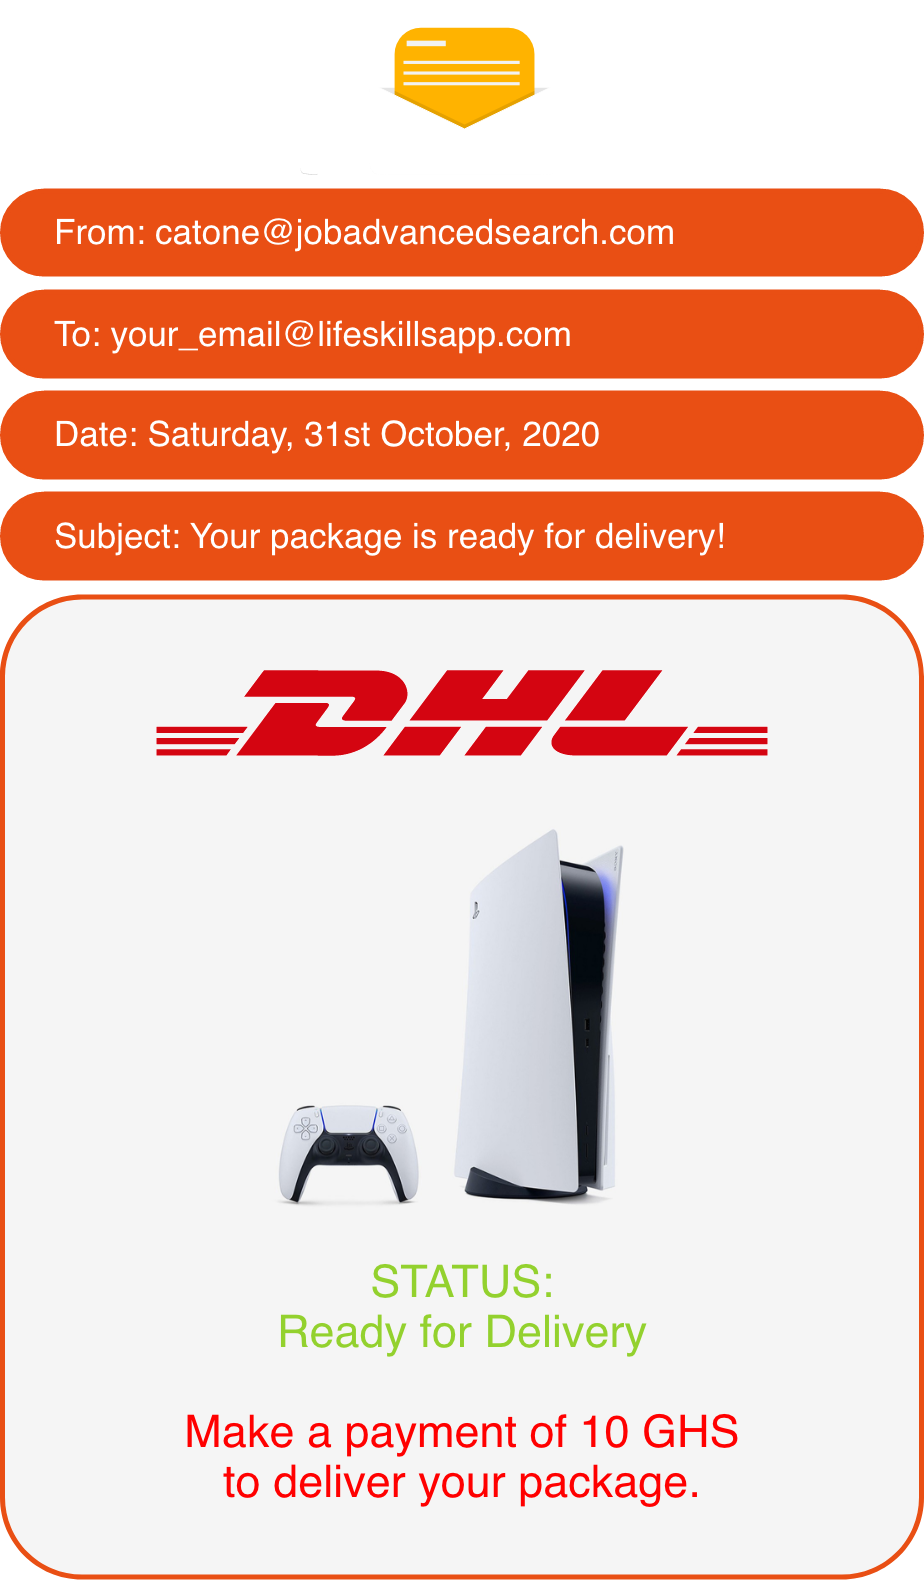 From: catone@jobadvancedsearch.com
To: your_email@lifeskillsapp.com
Date: Saturday, 31st October, 2020
Subject: Your package is ready for delivery!
DHL
STATUS:
Ready for Delivery
Make a payment of 10 GHS
to deliver your package.